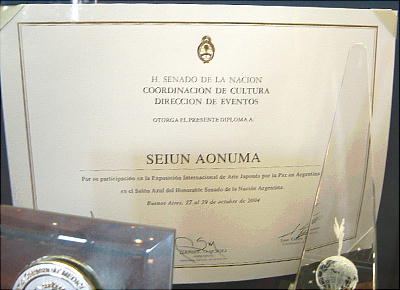 H. SENADO DE LA NACION
COORDINACION DE CULTURA
DIRECCION DE EVENTOS
OTORGA EL PRESENTE DIPLOMA A:
SEIUN AONUMA
Por su participación en la Exposición Internacional de Arte Japonés por la Paz en Argentina
en el Salón Azul del Honorable Senado de la Nación Argentina.
Buenos Aires, 27 al 29 de octubre de 2004